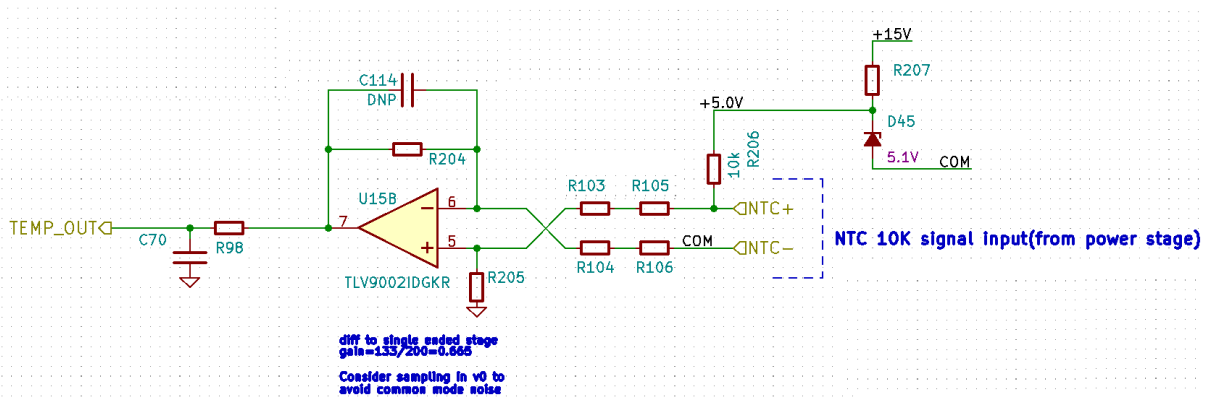 +15V
R207
C114
DNP
+5.0V
D45
5.1V
COM
R204
10k
R206
U15B
R103
R105
6
NTC+
7
TEMP_OUT
C70
R98
5
COM
NTC-
NTC 10K signal input(from power stage)
R104
R106
R205
TLV9002IDGKR
diff to single ended stage
gain=133/200=0.665
Consider sampling in v0 to
avoid common mode noise